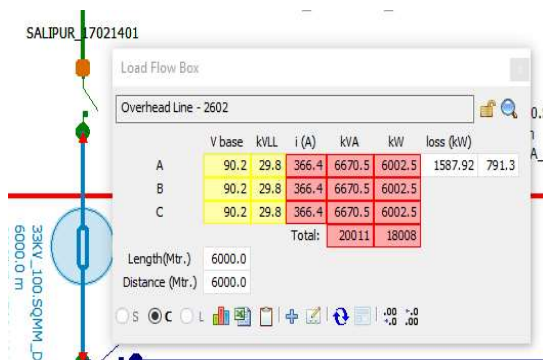 SALIPUR_17021401
Load Flow Box
Overhead Line - 2602
V base kVLL i (A) kVA kW loss (kW)
A 90.2 29.8 366.4 6670.5 6002.5 1587.92 791.3
B 90.2 29.8 366.4 6670.5 6002.5
C 90.2 29.8 366.4 6670.5 6002.5
Total: 20011 18008
Length(Mtr.) 6000.0
Distance (Mtr.) 6000.0
S C L
33KV_100.SQMM_D
6000.0 m